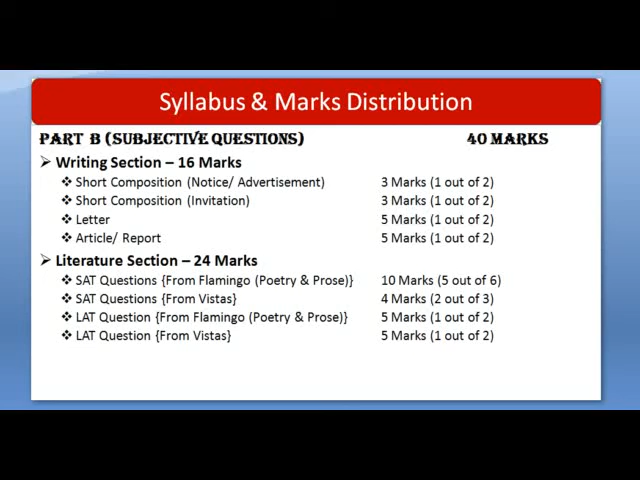 Syllabus & Marks Distribution
PART B (SUBJECTIVE QUESTIONS) 40 MARKS
➢ Writing Section – 16 Marks
❖ Short Composition (Notice/ Advertisement) 3 Marks (1 out of 2)
❖ Short Composition (Invitation) 3 Marks (1 out of 2)
❖ Letter 5 Marks (1 out of 2)
❖ Article/ Report 5 Marks (1 out of 2)
➢ Literature Section – 24 Marks
❖ SAT Questions {From Flamingo (Poetry & Prose)} 10 Marks (5 out of 6)
❖ SAT Questions {From Vistas} 4 Marks (2 out of 3)
❖ LAT Question {From Flamingo (Poetry & Prose)} 5 Marks (1 out of 2)
❖ LAT Question {From Vistas} 5 Marks (1 out of 2)